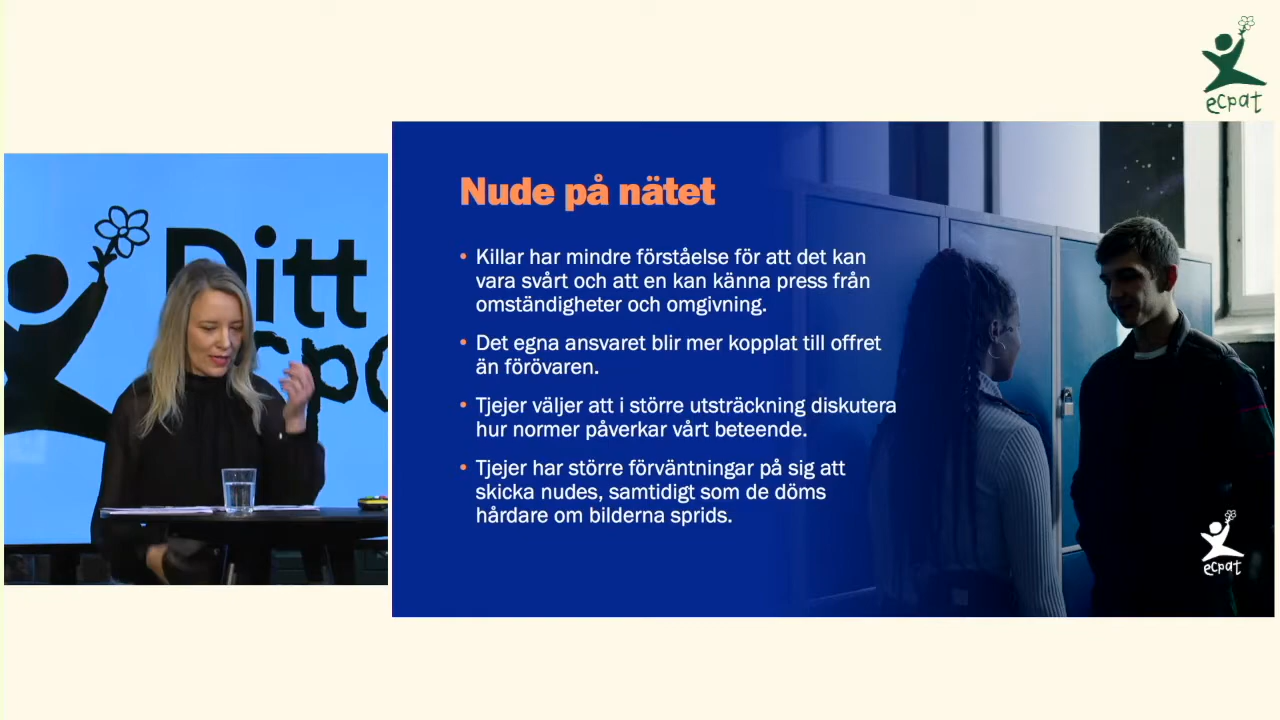 ecpat
Ditt
ecpa
Nude på nätet
• Killar har mindre förståelse för att det kan
vara svårt och att en kan känna press från
omständigheter och omgivning.
• Det egna ansvaret blir mer kopplat till offret
än förövaren.
• Tjejer väljer att i större utsträckning diskutera
hur normer påverkar vårt beteende.
• Tjejer har större förväntningar på sig att
skicka nudes, samtidigt som de döms
hårdare om bilderna sprids.
ecpat